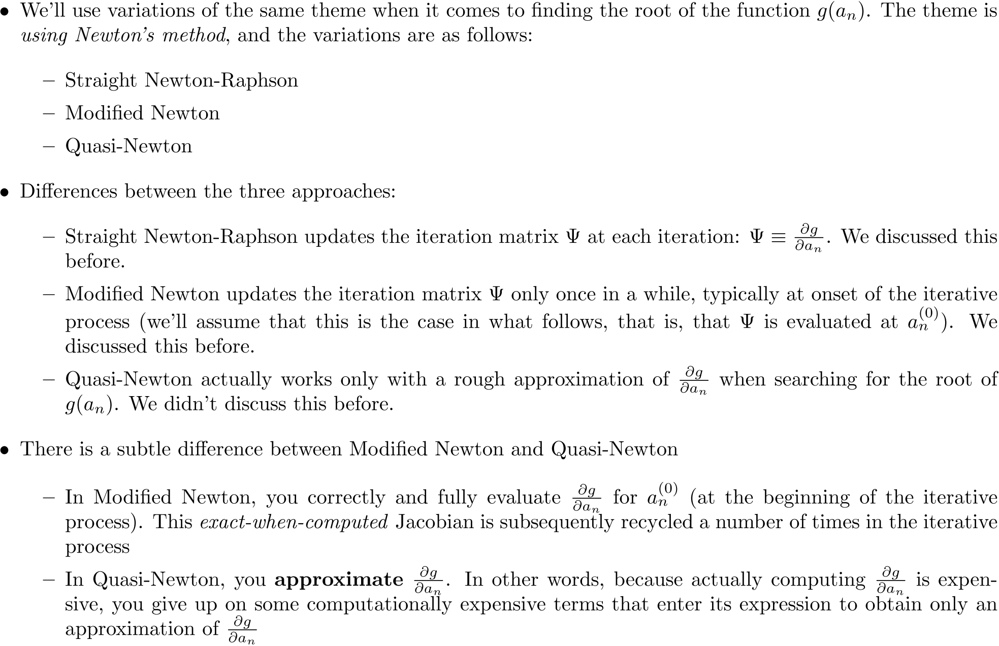 • We'll use variations of the same theme when it comes to finding the root of the function $g(a_n)$. The theme is
using Newton's method, and the variations are as follows:
– Straight Newton-Raphson
– Modified Newton
– Quasi-Newton
• Differences between the three approaches:
– Straight Newton-Raphson updates the iteration matrix $\Psi$ at each iteration: $\Psi \equiv \frac{\partial g}{\partial a_n}$. We discussed this
before.
– Modified Newton updates the iteration matrix $\Psi$ only once in a while, typically at onset of the iterative
process (we'll assume that this is the case in what follows, that is, that $\Psi$ is evaluated at $a_n^{(0)}$). We
discussed this before.
– Quasi-Newton actually works only with a rough approximation of $\frac{\partial g}{\partial a_n}$ when searching for the root of
$g(a_n)$. We didn't discuss this before.
• There is a subtle difference between Modified Newton and Quasi-Newton
– In Modified Newton, you correctly and fully evaluate $\frac{\partial g}{\partial a_n}$ for $a_n^{(0)}$ (at the beginning of the iterative
process). This exact-when-computed Jacobian is subsequently recycled a number of times in the iterative
process
– In Quasi-Newton, you approximate $\frac{\partial g}{\partial a_n}$. In other words, because actually computing $\frac{\partial g}{\partial a_n}$ is expen-
sive, you give up on some computationally expensive terms that enter its expression to obtain only an
approximation of $\frac{\partial g}{\partial a_n}$